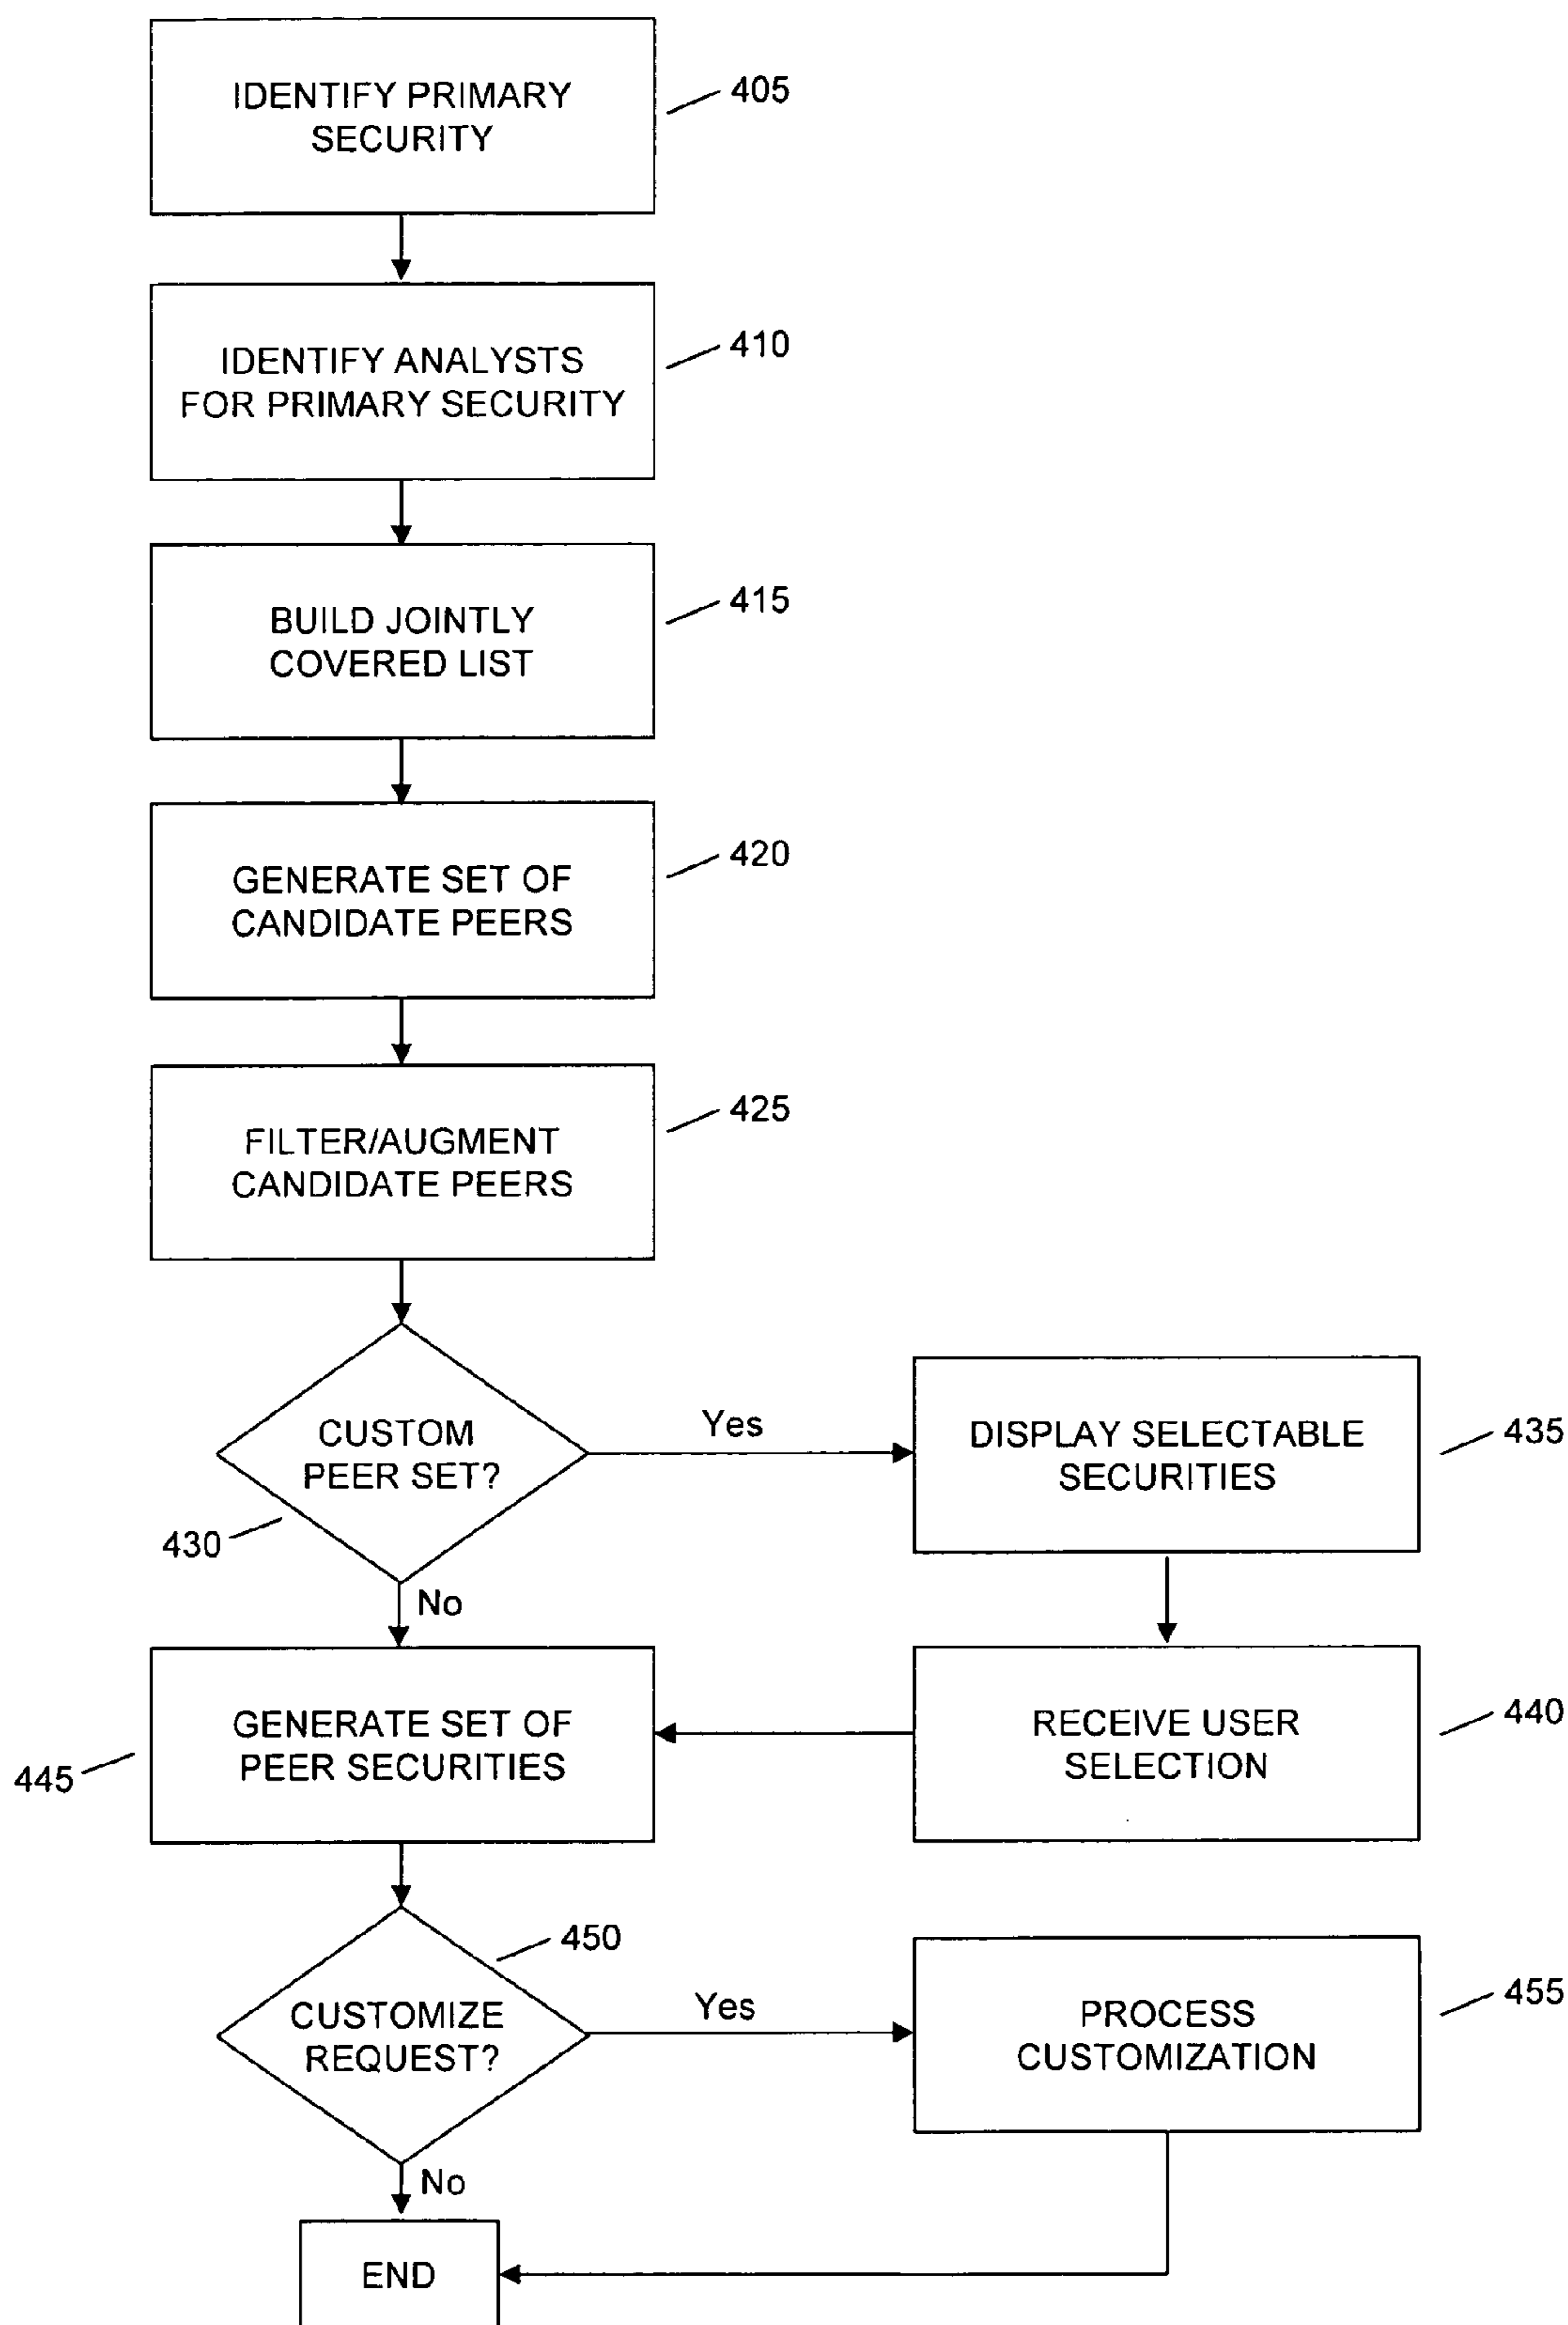 IDENTIFY PRIMARY
SECURITY
405
IDENTIFY ANALYSTS
FOR PRIMARY SECURITY
410
BUILD JOINTLY
COVERED LIST
415
GENERATE SET OF
CANDIDATE PEERS
420
FILTER/AUGMENT
CANDIDATE PEERS
425
CUSTOM
PEER SET?
430
Yes
No
DISPLAY SELECTABLE
SECURITIES
435
RECEIVE USER
SELECTION
440
GENERATE SET OF
PEER SECURITIES
445
CUSTOMIZE
REQUEST?
450
Yes
No
PROCESS
CUSTOMIZATION
455
END